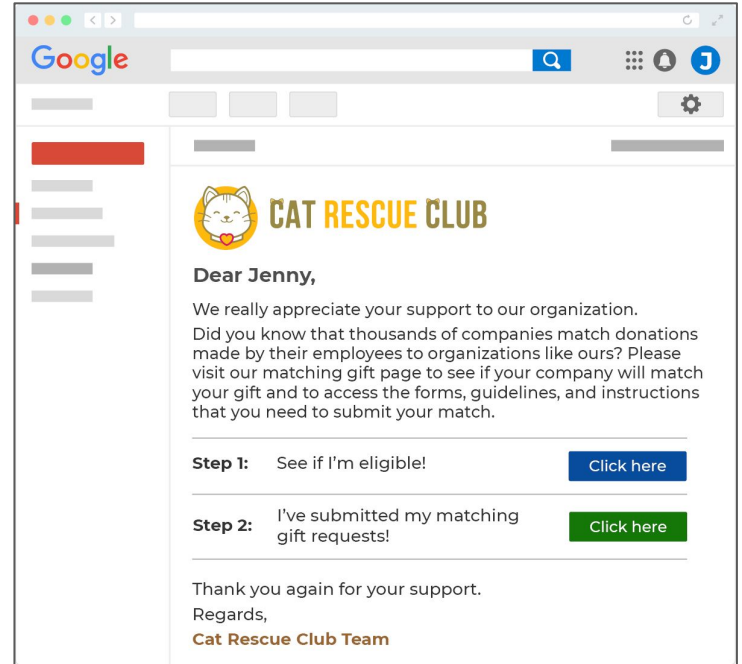 Google
J
CAT RESCUE CLUB
Dear Jenny,
We really appreciate your support to our organization.
Did you know that thousands of companies match donations
made by their employees to organizations like ours? Please
visit our matching gift page to see if your company will match
your gift and to access the forms, guidelines, and instructions
that you need to submit your match.
Step 1: See if I'm eligible! Click here
Step 2: I've submitted my matching
gift requests! Click here
Thank you again for your support.
Regards,
Cat Rescue Club Team